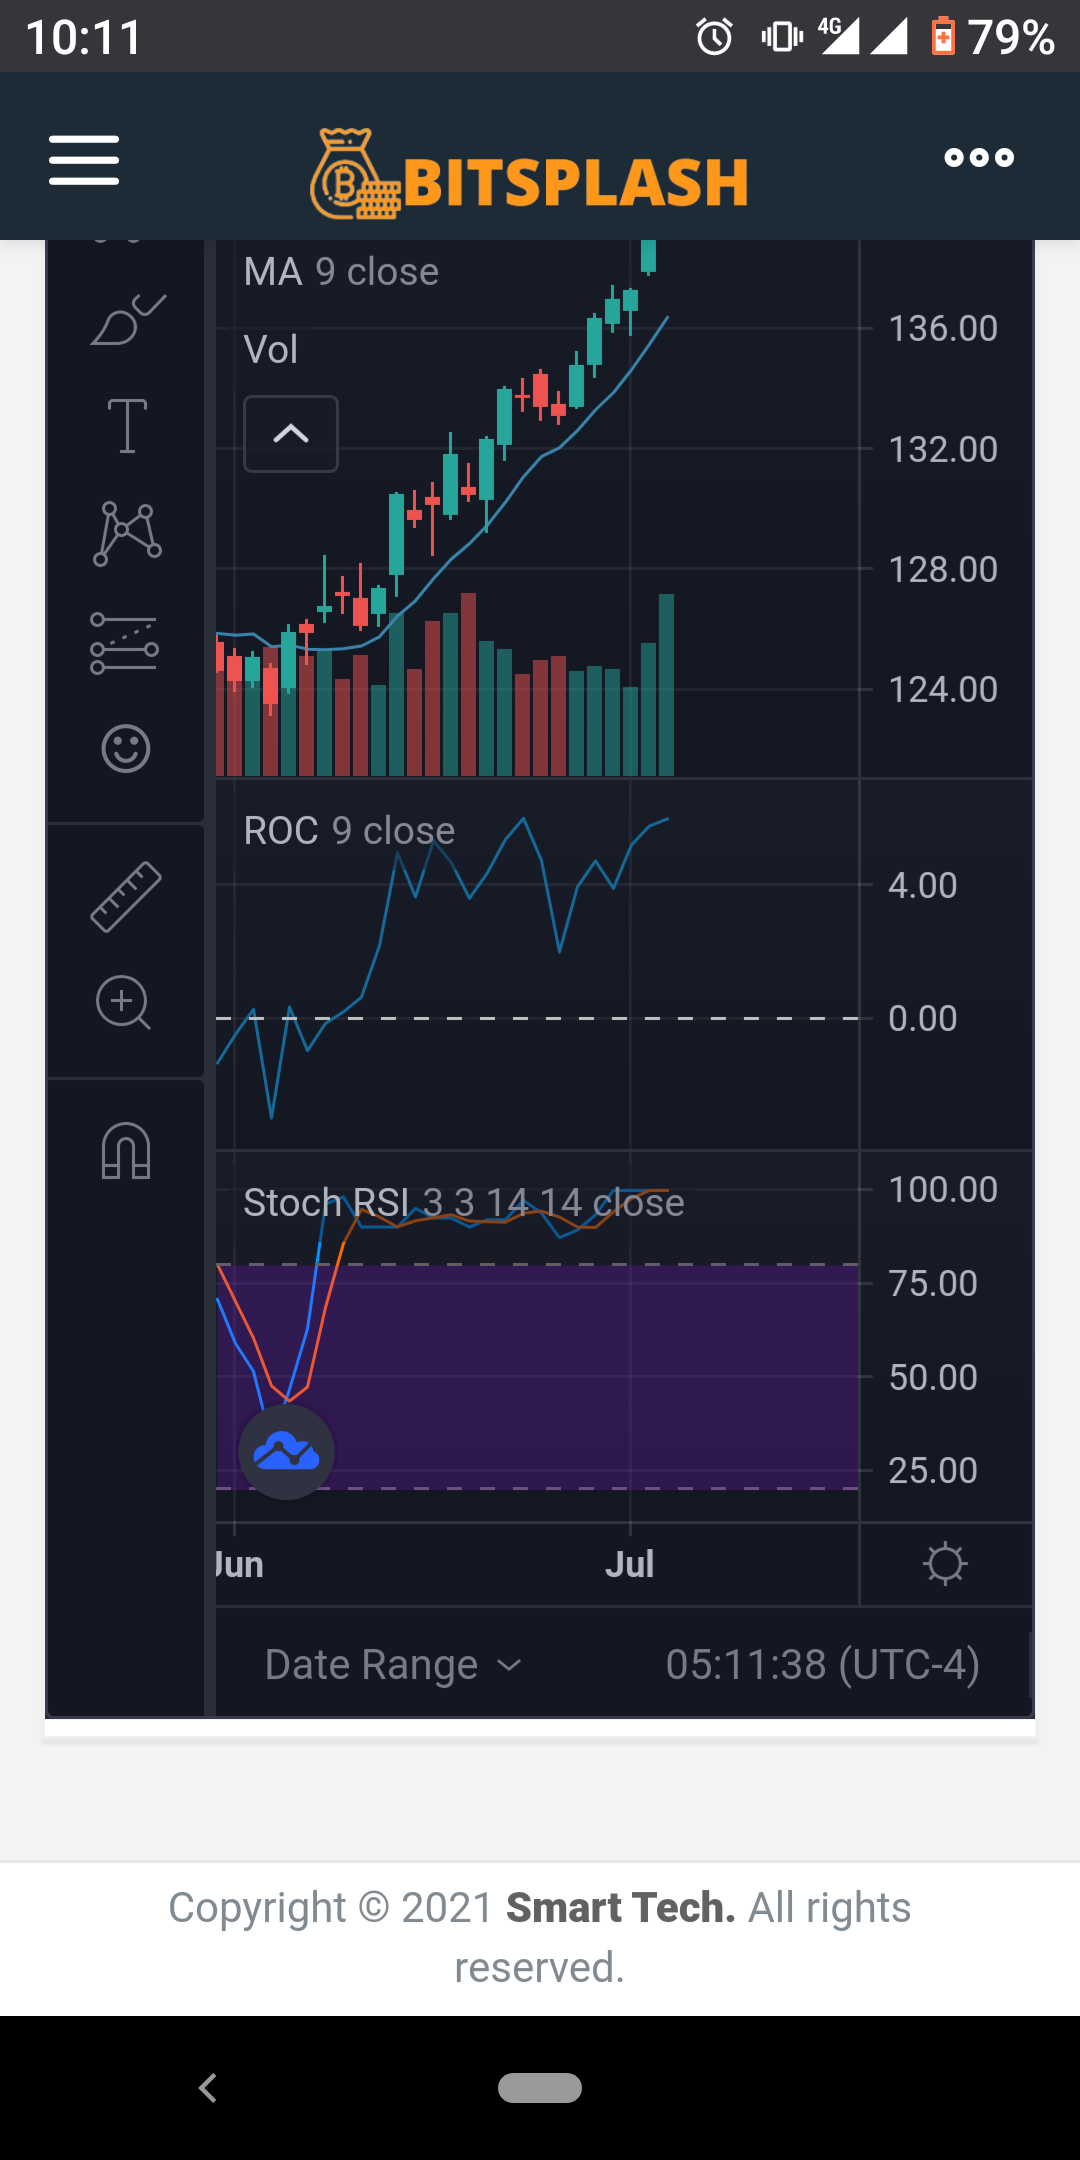 10:11
4G
79%
BITSPLASH
MA 9 close
Vol
136.00
132.00
128.00
124.00
ROC 9 close
4.00
0.00
Stoch RSI 3 3 14 14 close
100.00
75.00
50.00
25.00
Jun
Jul
Date Range
05:11:38 (UTC-4)
Copyright © 2021 Smart Tech. All rights
reserved.